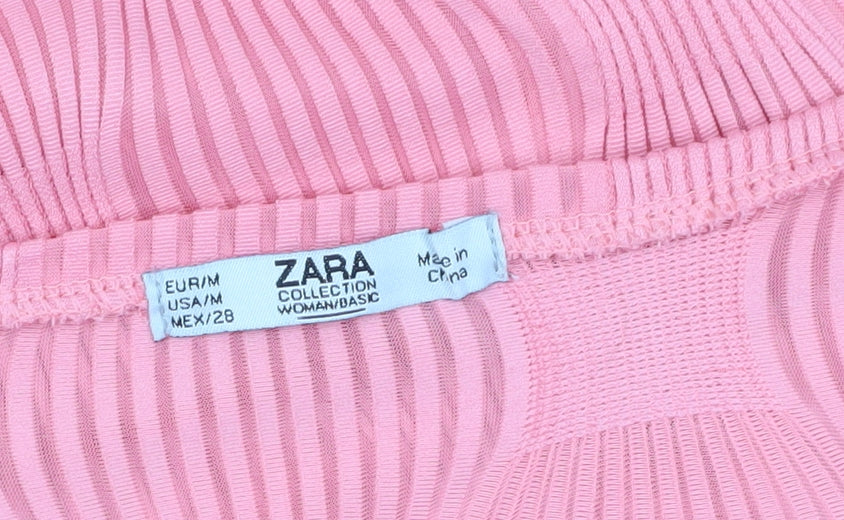 EUR/M
USA/M
MEX/28
ZARA
COLLECTION
WOMAN/BASIC
Made in
China